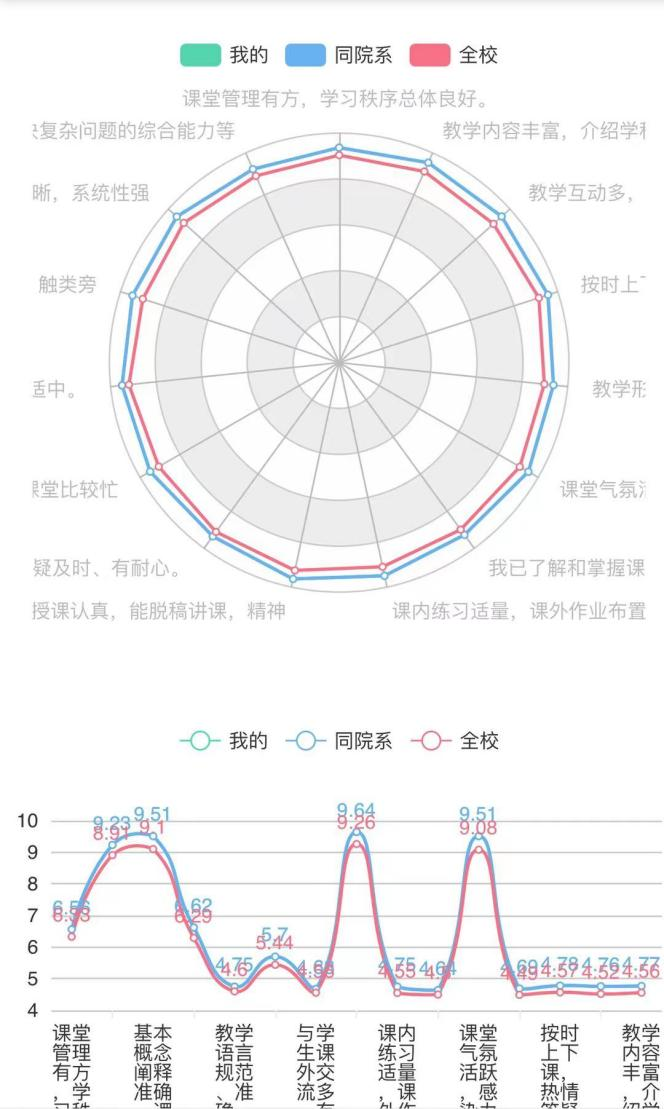 我的 同院系 全校
课堂管理有方，学习秩序总体良好。
复杂问题的综合能力等
教学内容丰富，介绍学
晰，系统性强
教学互动多，
触类旁
按时上
适中。
教学形
课堂比较忙
课堂气氛
疑及时、有耐心。
我已了解和掌握课
授课认真，能脱稿讲课，精神
课内练习适量，课外作业布置
我的 同院系 全校
10
9
8
7
6
5
4
9.23
9.51
9.64
9.51
8.91
9.1
9.26
9.08
6.62
6.29
5.7
5.44
4.75
4.6
4.75
4.55
4.64
4.69
4.78
4.76
4.77
4.57
4.52
4.56
课堂管理有方，学
基本概念阐释准确
教学语言规范、准
与学生课外交流多
课内练习适量，课
课堂气氛活跃，感
按时上下课，热情
教学内容丰富，介